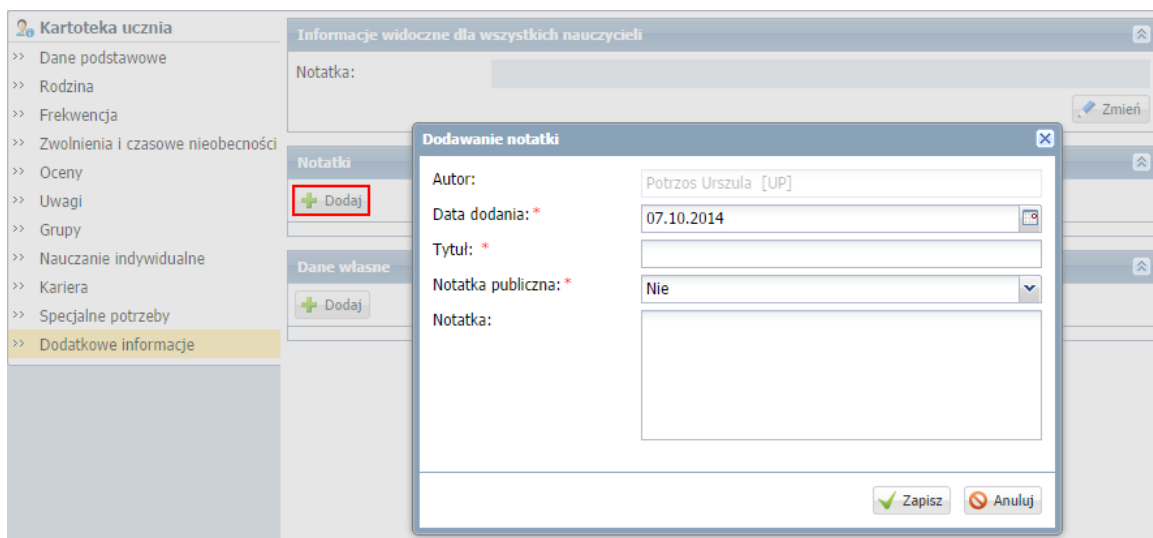 Kartoteka ucznia
>> Dane podstawowe
>> Rodzina
>> Frekwencja
>> Zwolnienia i czasowe nieobecności
>> Oceny
>> Uwagi
>> Grupy
>> Nauczanie indywidualne
>> Kariera
>> Specjalne potrzeby
>> Dodatkowe informacje
Informacje widoczne dla wszystkich nauczycieli
Notatka:
Zmień
Notatki
Dodaj
Dane własne
Dodaj
Dodawanie notatki
Autor: Potrzos Urszula [UP]
Data dodania: * 07.10.2014
Tytuł: *
Notatka publiczna: * Nie
Notatka:
Zapisz Anuluj